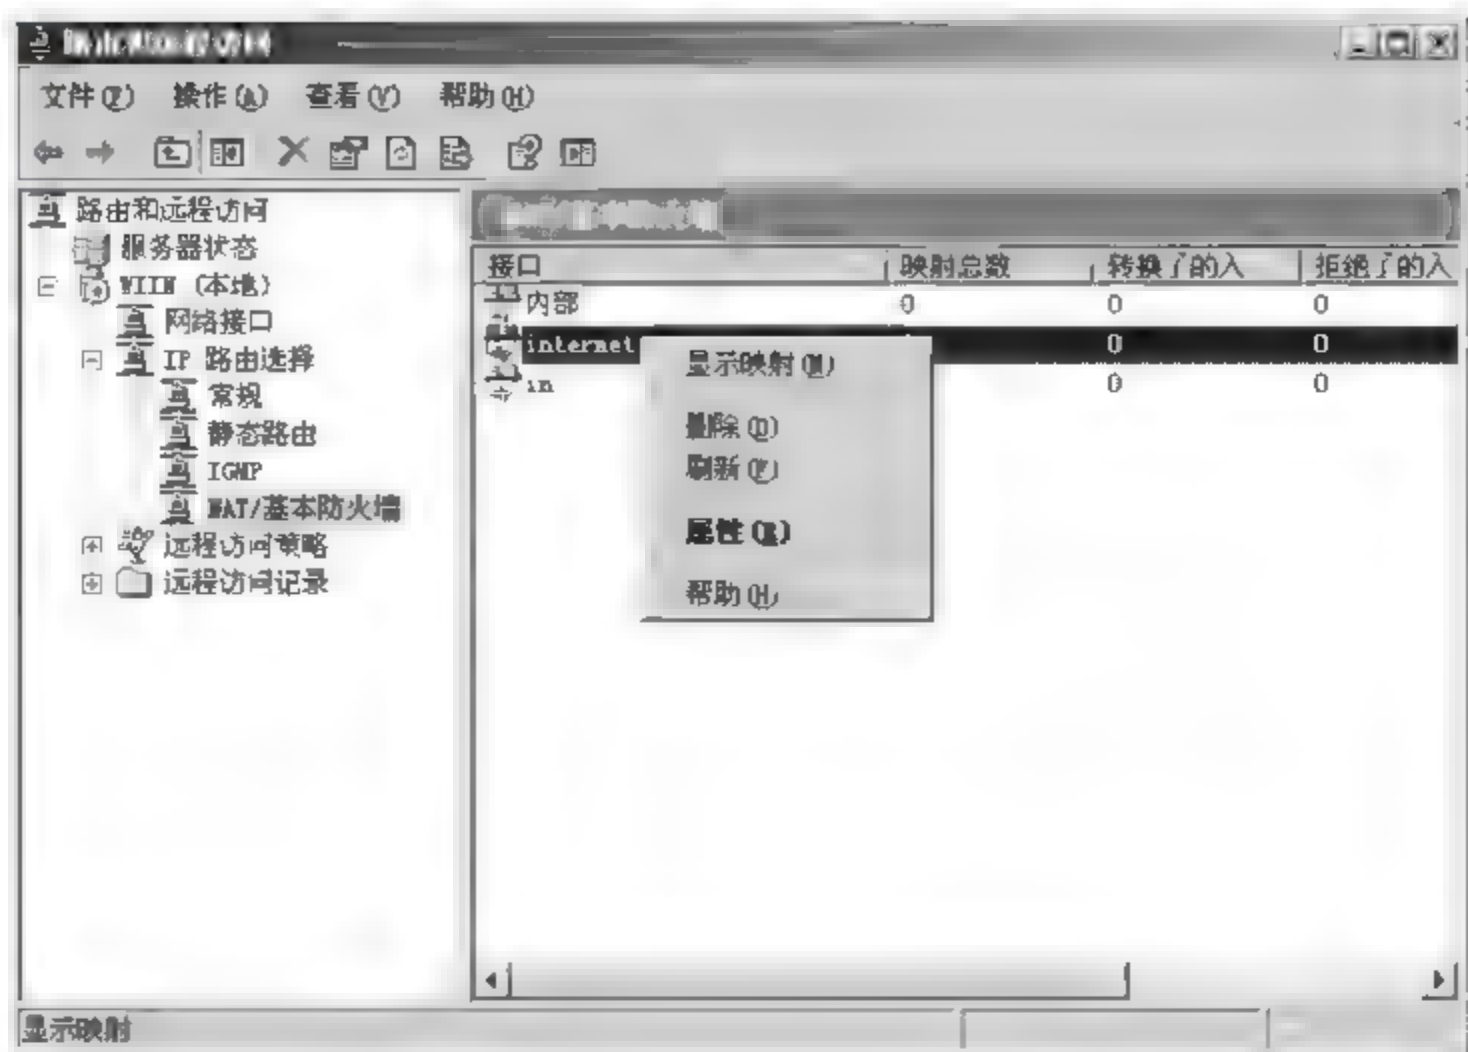 文件(F) 操作(A) 查看(V) 帮助(H)
路由和远程访问
服务器状态
(本地)
网络接口
IP 路由选择
常规
静态路由
IGMP
NAT/基本防火墙
远程访问策略
远程访问记录
接口 映射总数 转换了的入 拒绝了的入
内部 0 0 0
internet 0 0
in 0 0
显示映射(M)
删除(D)
刷新(F)
属性(R)
帮助(H)
显示映射